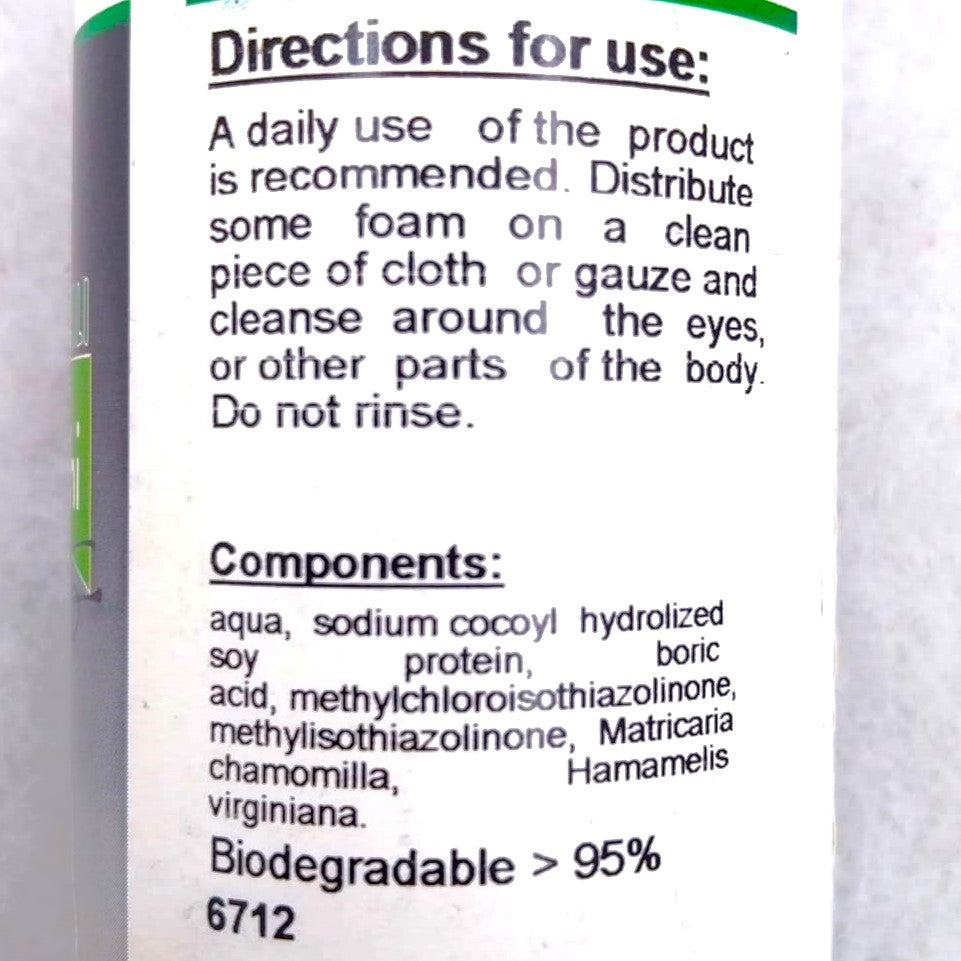 Directions for use:
A daily use of the product
is recommended. Distribute
some foam on a clean
piece of cloth or gauze and
cleanse around the eyes,
or other parts of the body.
Do not rinse.
Components:
aqua, sodium cocoyl hydrolized
soy protein, boric
acid, methylchloroisothiazolinone,
methylisothiazolinone, Matricaria
chamomilla, Hamamelis
virginiana.
Biodegradable > 95%
6712